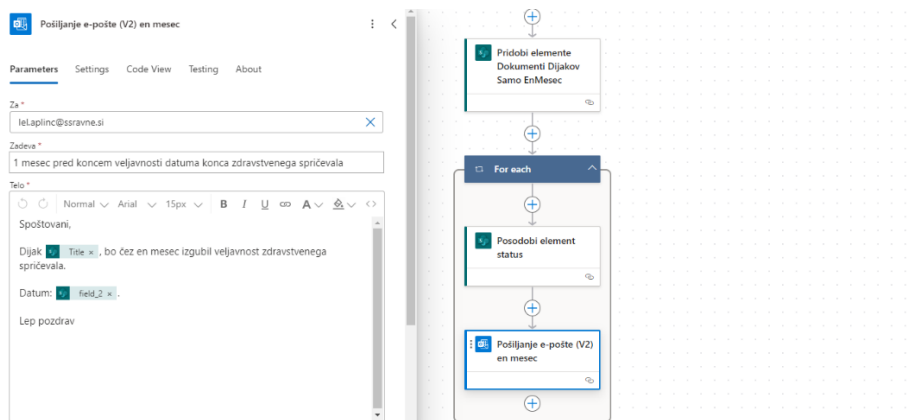 Pošiljanje e-pošte (V2) en mesec
Parameters Settings Code View Testing About
Za *
lel.aplinc@ssravne.si
Zadeva *
1 mesec pred koncem veljavnosti datuma konca zdravstvenega spričevala
Telo *
Normal Arial 15px B I U A
Spoštovani,
Dijak Title × , bo čez en mesec izgubil veljavnost zdravstvenega
spričevala.
Datum: field_2 × .
Lep pozdrav
Pridobi elemente
Dokumenti Dijakov
Samo EnMesec
For each
Posodobi element
status
Pošiljanje e-pošte (V2)
en mesec